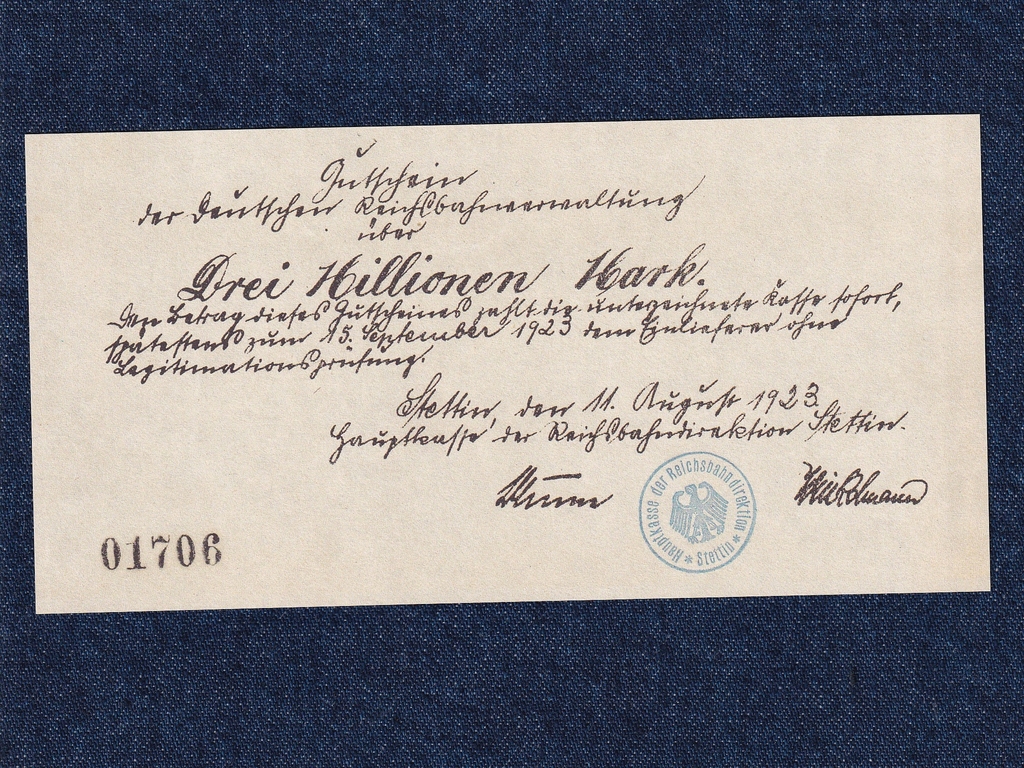 Gutschein
der Deutschen Reichsbahnverwaltung
über
Drei Millionen Mark.
Den Betrag dieses Gutscheines zahlt die unterzeichnete Kasse sofort,
spätestens zum 15. September 1923 dem Einlieferer ohne
Legitimationsprüfung.
Stettin, den 11. August 1923.
Hauptkasse der Reichsbahndirektion Stettin.
Hauptkasse der Reichsbahndirektion * Stettin *
01706